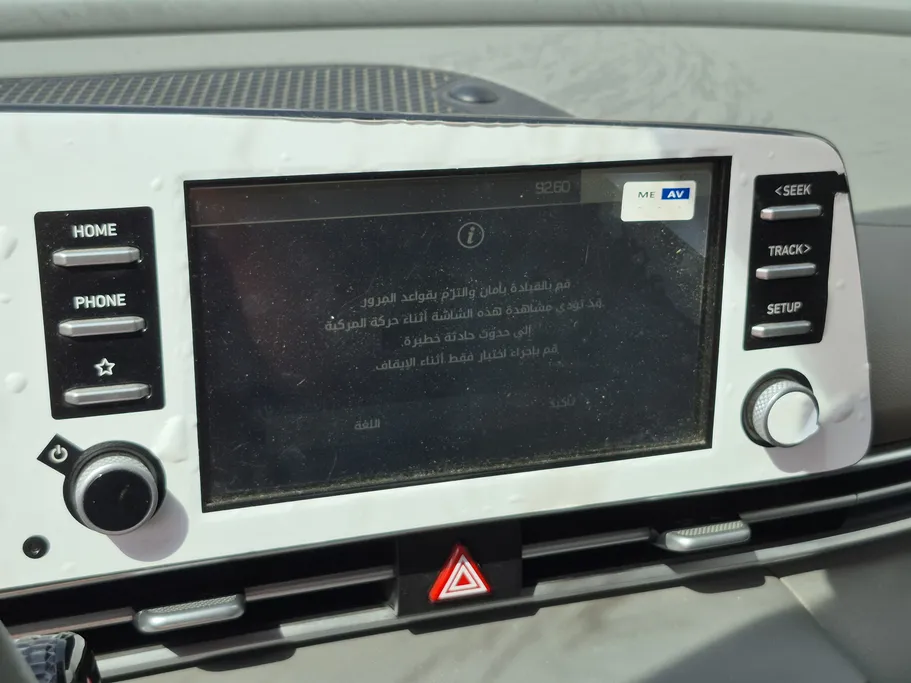 HOME
PHONE
92.60
ME AV
قم بالقيادة بأمان والتزم بقواعد المرور.
قد تؤدي مشاهدة هذه الشاشة أثناء حركة المركبة
إلى حدوث حادثة خطيرة.
قم بإجراء اختيار فقط أثناء الإيقاف.
تأكيد
اللغة
<SEEK
TRACK>
SETUP